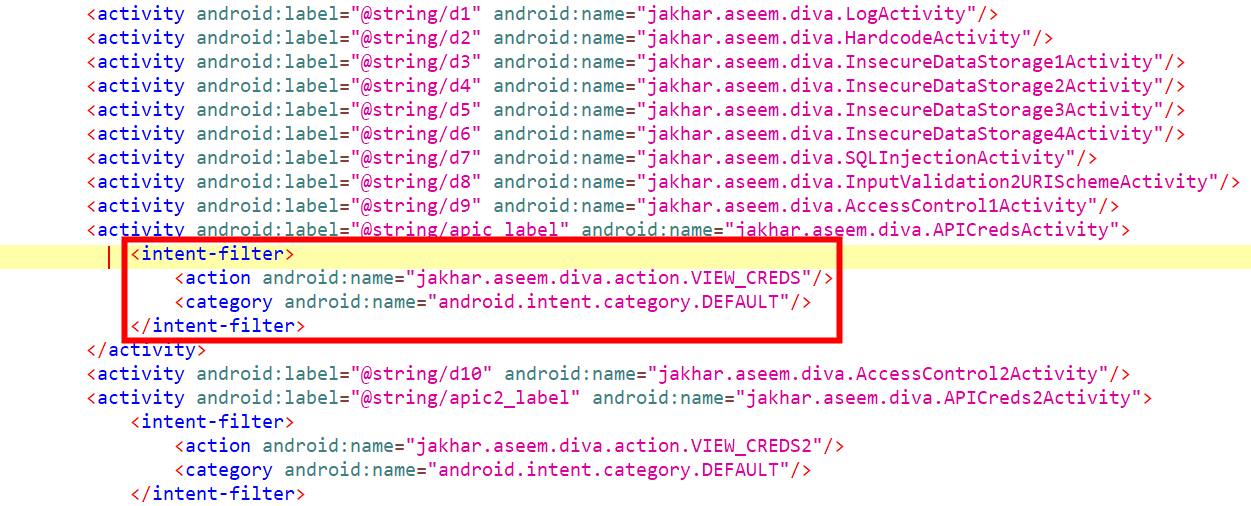 <activity android:label="@string/d1" android:name="jakhar.aseem.diva.LogActivity"/>
<activity android:label="@string/d2" android:name="jakhar.aseem.diva.HardcodeActivity"/>
<activity android:label="@string/d3" android:name="jakhar.aseem.diva.InsecureDataStorage1Activity"/>
<activity android:label="@string/d4" android:name="jakhar.aseem.diva.InsecureDataStorage2Activity"/>
<activity android:label="@string/d5" android:name="jakhar.aseem.diva.InsecureDataStorage3Activity"/>
<activity android:label="@string/d6" android:name="jakhar.aseem.diva.InsecureDataStorage4Activity"/>
<activity android:label="@string/d7" android:name="jakhar.aseem.diva.SQLInjectionActivity"/>
<activity android:label="@string/d8" android:name="jakhar.aseem.diva.InputValidation2URISchemeActivity"/>
<activity android:label="@string/d9" android:name="jakhar.aseem.diva.AccessControl1Activity"/>
<activity android:label="@string/apic_label" android:name="jakhar.aseem.diva.APICredsActivity">
<intent-filter>
<action android:name="jakhar.aseem.diva.action.VIEW_CREDS"/>
<category android:name="android.intent.category.DEFAULT"/>
</intent-filter>
</activity>
<activity android:label="@string/d10" android:name="jakhar.aseem.diva.AccessControl2Activity"/>
<activity android:label="@string/apic2_label" android:name="jakhar.aseem.diva.APICreds2Activity">
<intent-filter>
<action android:name="jakhar.aseem.diva.action.VIEW_CREDS2"/>
<category android:name="android.intent.category.DEFAULT"/>
</intent-filter>